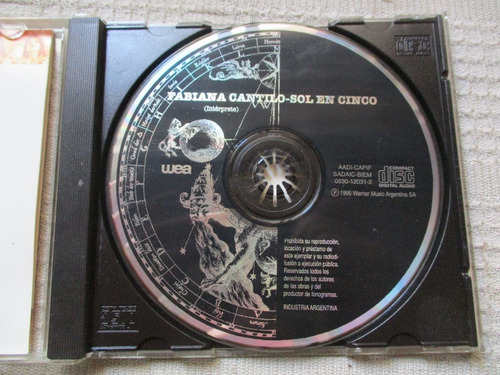 FABIANA CANTILO-SOL EN CINCO
(Intérprete)
wea
AADI-CAPIF
SADAIC-BIEM
0630-12031-2
COMPACT
disc
DIGITAL AUDIO
℗ 1995 Warner Music Argentina SA
Prohibida su reproducción,
locación y préstamo de
este ejemplar y su radiodi-
fusión o ejecución pública.
Reservados todos los
derechos de los autores
de las obras y del
productor de fonogramas.
INDUSTRIA ARGENTINA